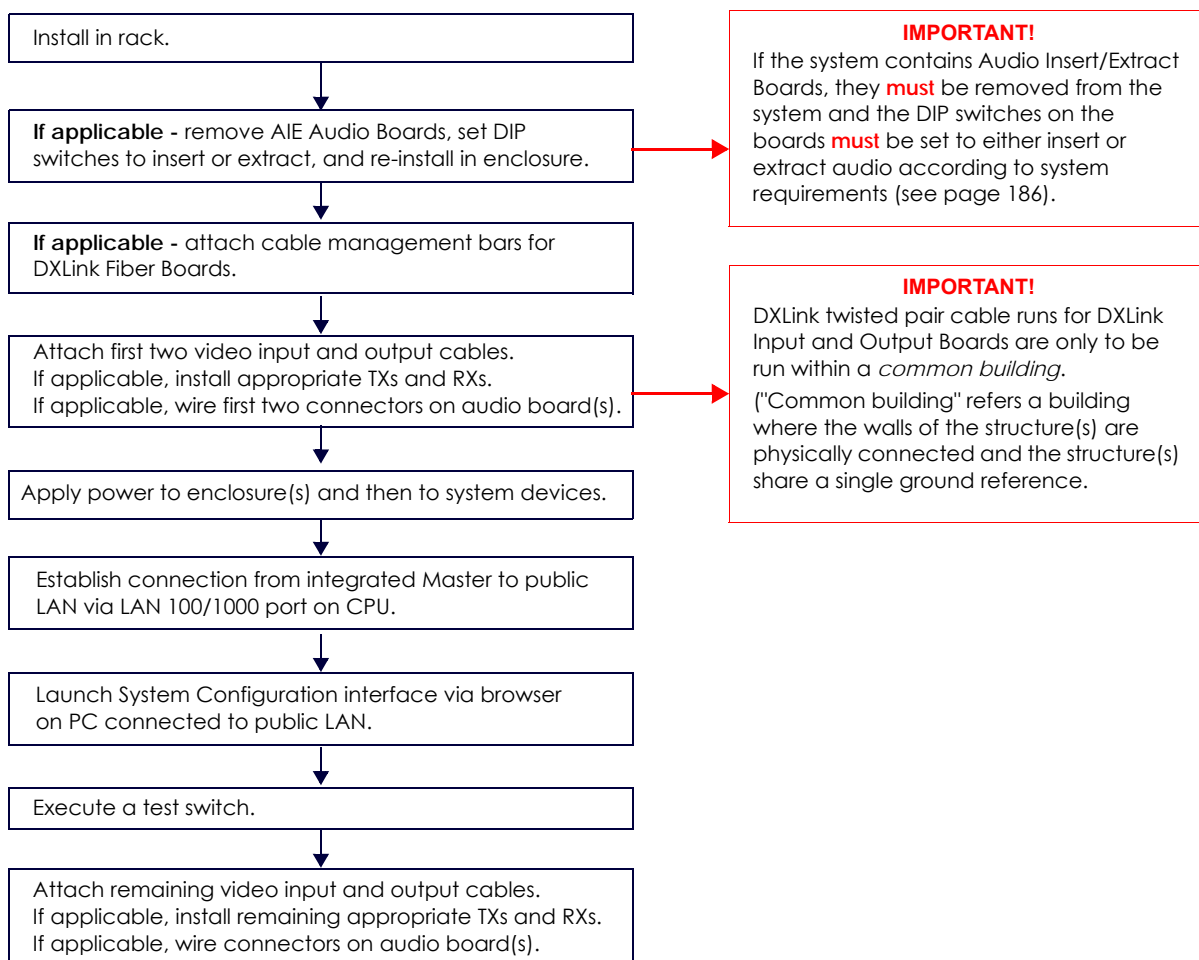 Install in rack.
If applicable - remove AIE Audio Boards, set DIP
switches to insert or extract, and re-install in enclosure.
IMPORTANT!
If the system contains Audio Insert/Extract
Boards, they must be removed from the
system and the DIP switches on the
boards must be set to either insert or
extract audio according to system
requirements (see page 186).
If applicable - attach cable management bars for
DXLink Fiber Boards.
Attach first two video input and output cables.
If applicable, install appropriate TXs and RXs.
If applicable, wire first two connectors on audio board(s).
IMPORTANT!
DXLink twisted pair cable runs for DXLink
Input and Output Boards are only to be
run within a common building.
("Common building" refers a building
where the walls of the structure(s) are
physically connected and the structure(s)
share a single ground reference.
Apply power to enclosure(s) and then to system devices.
Establish connection from integrated Master to public
LAN via LAN 100/1000 port on CPU.
Launch System Configuration interface via browser
on PC connected to public LAN.
Execute a test switch.
Attach remaining video input and output cables.
If applicable, install remaining appropriate TXs and RXs.
If applicable, wire connectors on audio board(s).